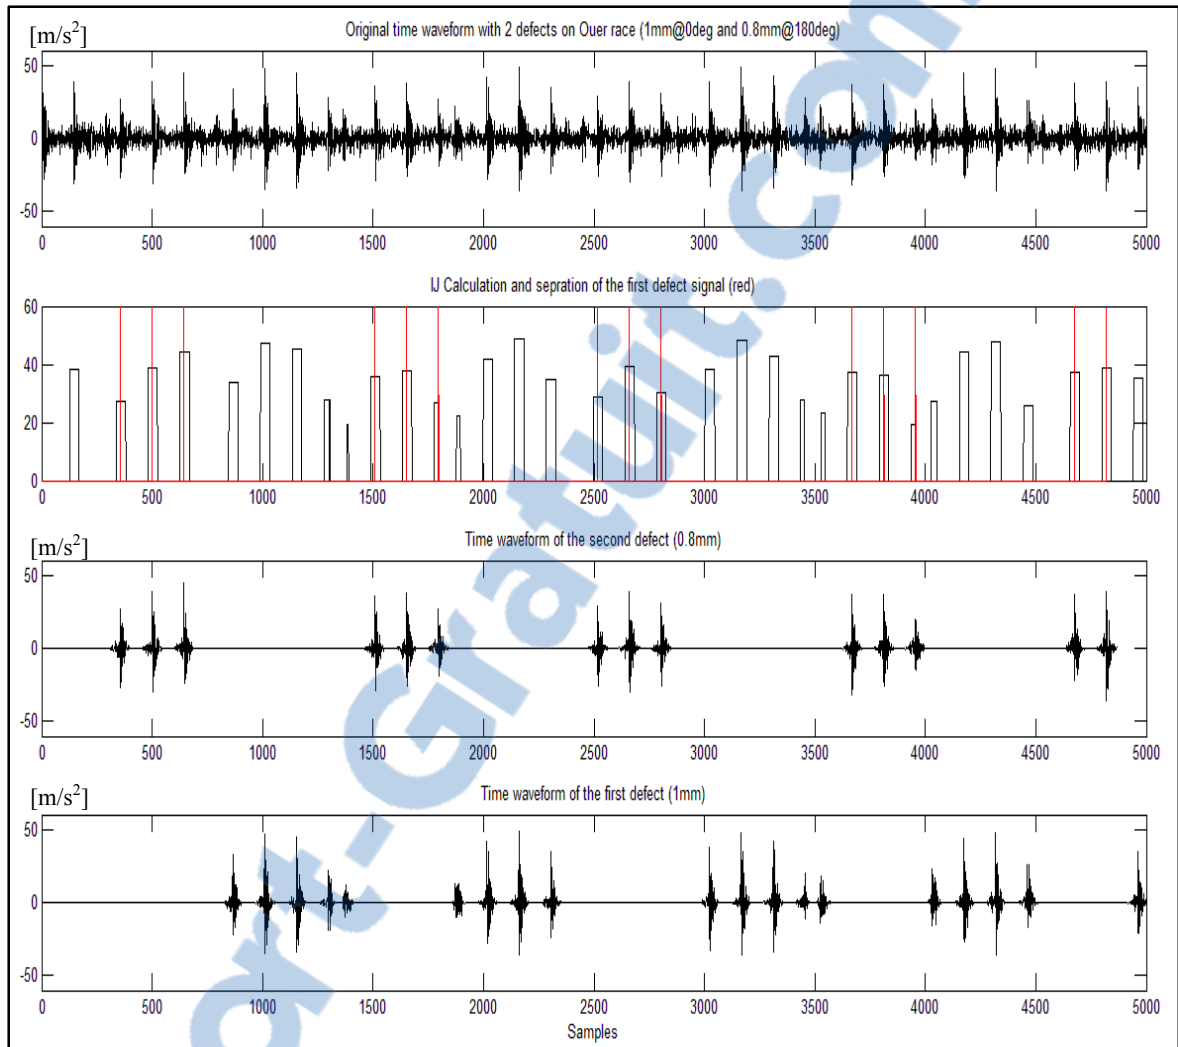 [m/s²]
Original time waveform with 2 defects on Ouer race (1mm@0deg and 0.8mm@180deg)
50
0
-50
0 500 1000 1500 2000 2500 3000 3500 4000 4500 5000
IJ Calculation and sepration of the first defect signal (red)
60
40
20
0
0 500 1000 1500 2000 2500 3000 3500 4000 4500 5000
[m/s²]
Time waveform of the second defect (0.8mm)
50
0
-50
0 500 1000 1500 2000 2500 3000 3500 4000 4500 5000
[m/s²]
Time waveform of the first defect (1mm)
50
0
-50
0 500 1000 1500 2000 2500 3000 3500 4000 4500 5000
Samples
ort-Gratuit.com